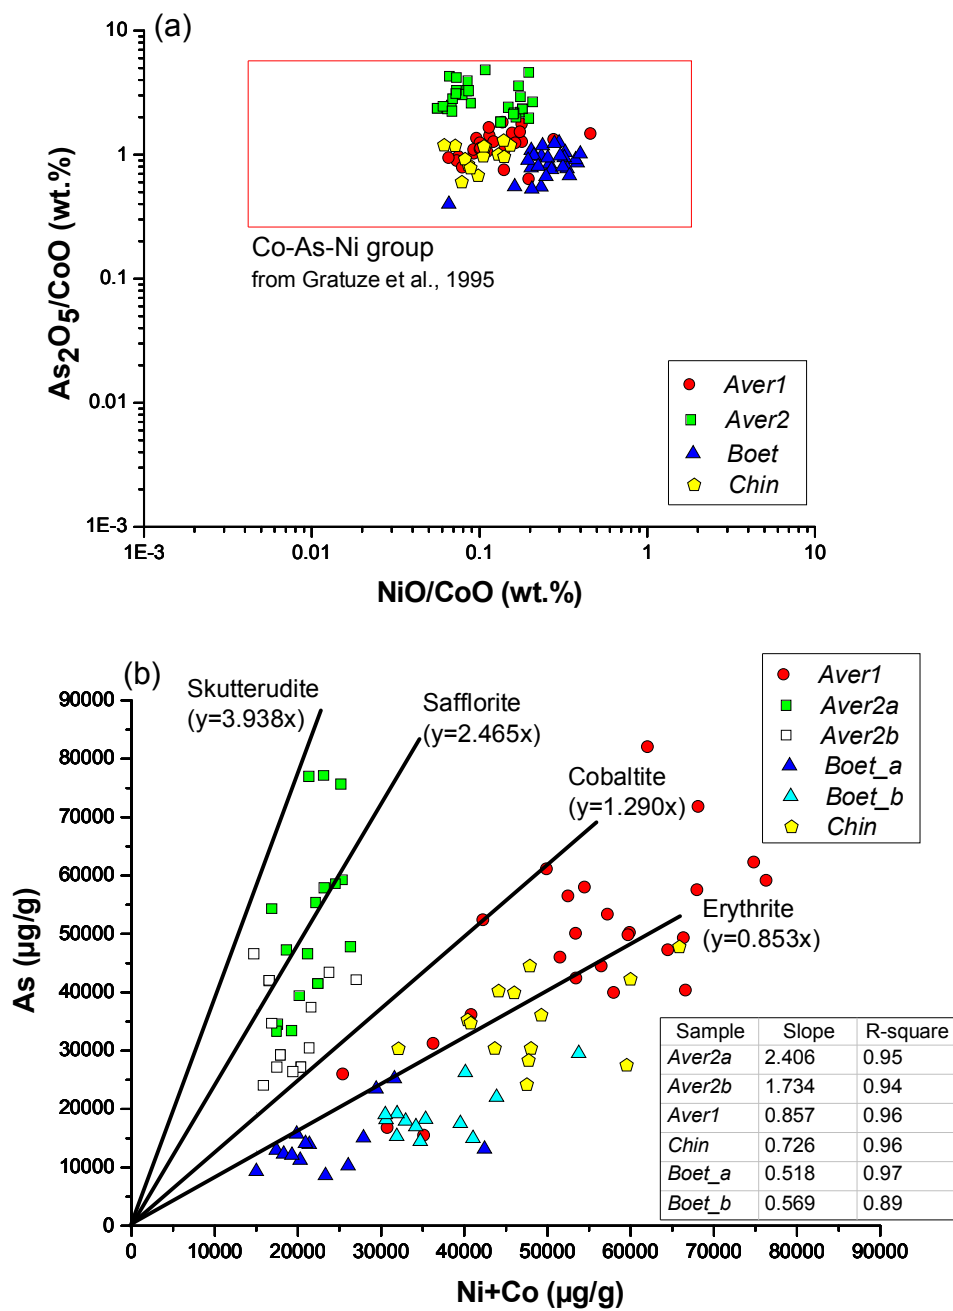 (a)
10
1
0.1
0.01
1E-3
As₂O₅/CoO (wt.%)
Co-As-Ni group
from Gratuze et al., 1995
Aver1
Aver2
Boet
Chin
1E-3 0.01 0.1 1 10
NiO/CoO (wt.%)
(b)
90000
80000
70000
60000
50000
40000
30000
20000
10000
0
As (µg/g)
Skutterudite
(y=3.938x)
Safflorite
(y=2.465x)
Cobaltite
(y=1.290x)
Erythrite
(y=0.853x)
Aver1
Aver2a
Aver2b
Boet_a
Boet_b
Chin
Sample Slope R-square
Aver2a 2.406 0.95
Aver2b 1.734 0.94
Aver1 0.857 0.96
Chin 0.726 0.96
Boet_a 0.518 0.97
Boet_b 0.569 0.89
0 10000 20000 30000 40000 50000 60000 70000 80000 90000
Ni+Co (µg/g)